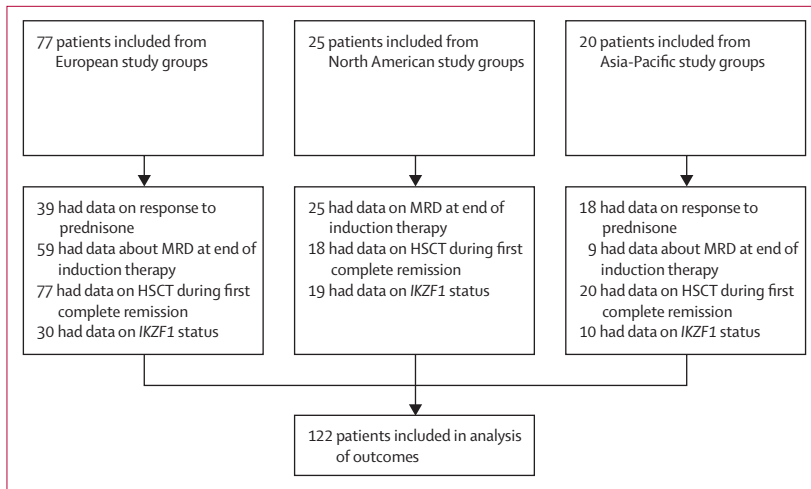 77 patients included from
European study groups
25 patients included from
North American study groups
20 patients included from
Asia-Pacific study groups
39 had data on response to
prednisone
59 had data about MRD at end of
induction therapy
77 had data on HSCT during first
complete remission
30 had data on IKZF1 status
25 had data on MRD at end of
induction therapy
18 had data on HSCT during first
complete remission
19 had data on IKZF1 status
18 had data on response to
prednisone
9 had data about MRD at end of
induction therapy
20 had data on HSCT during first
complete remission
10 had data on IKZF1 status
122 patients included in analysis
of outcomes